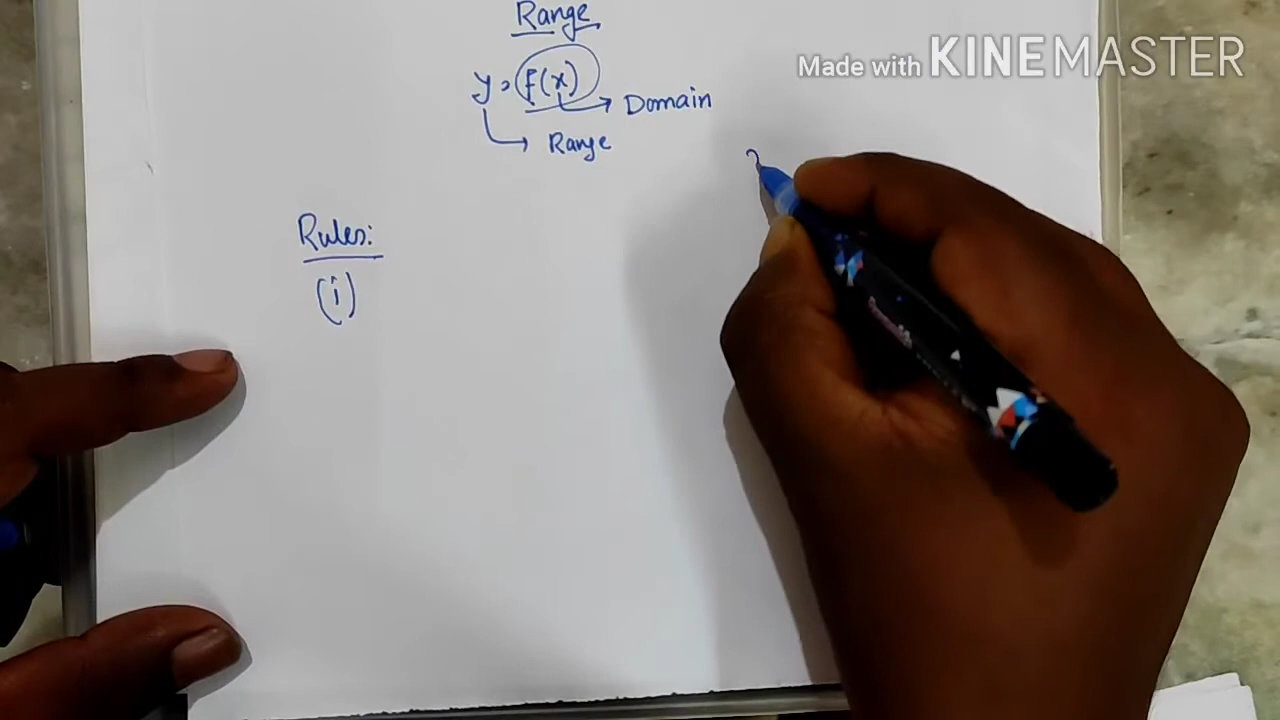 Range
Made with KINEMASTER
y = f(x)
Domain
Range
Rules:
(i)